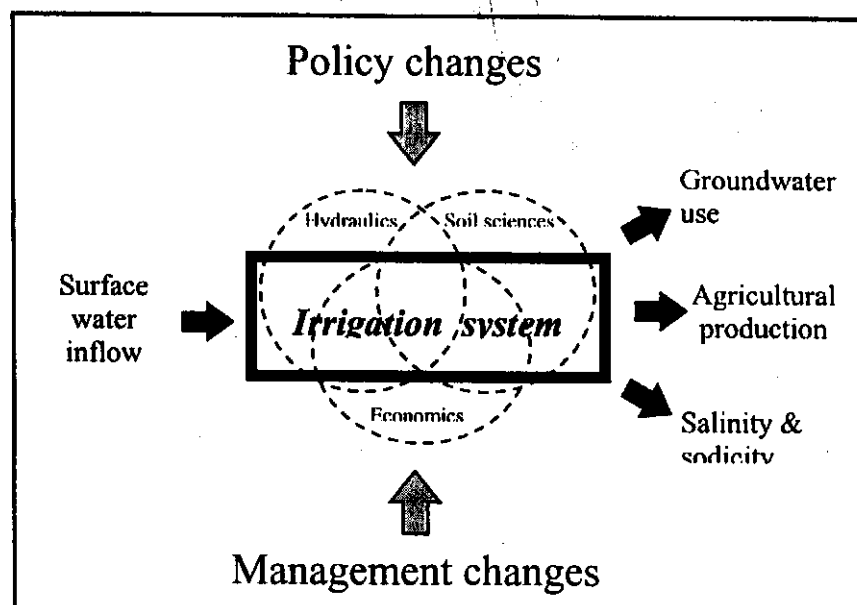 Policy changes
Hydraulics
Soil sciences
Groundwater
use
Surface
water
inflow
Irrigation system
Agricultural
production
Economics
Salinity &
sodicity
Management changes